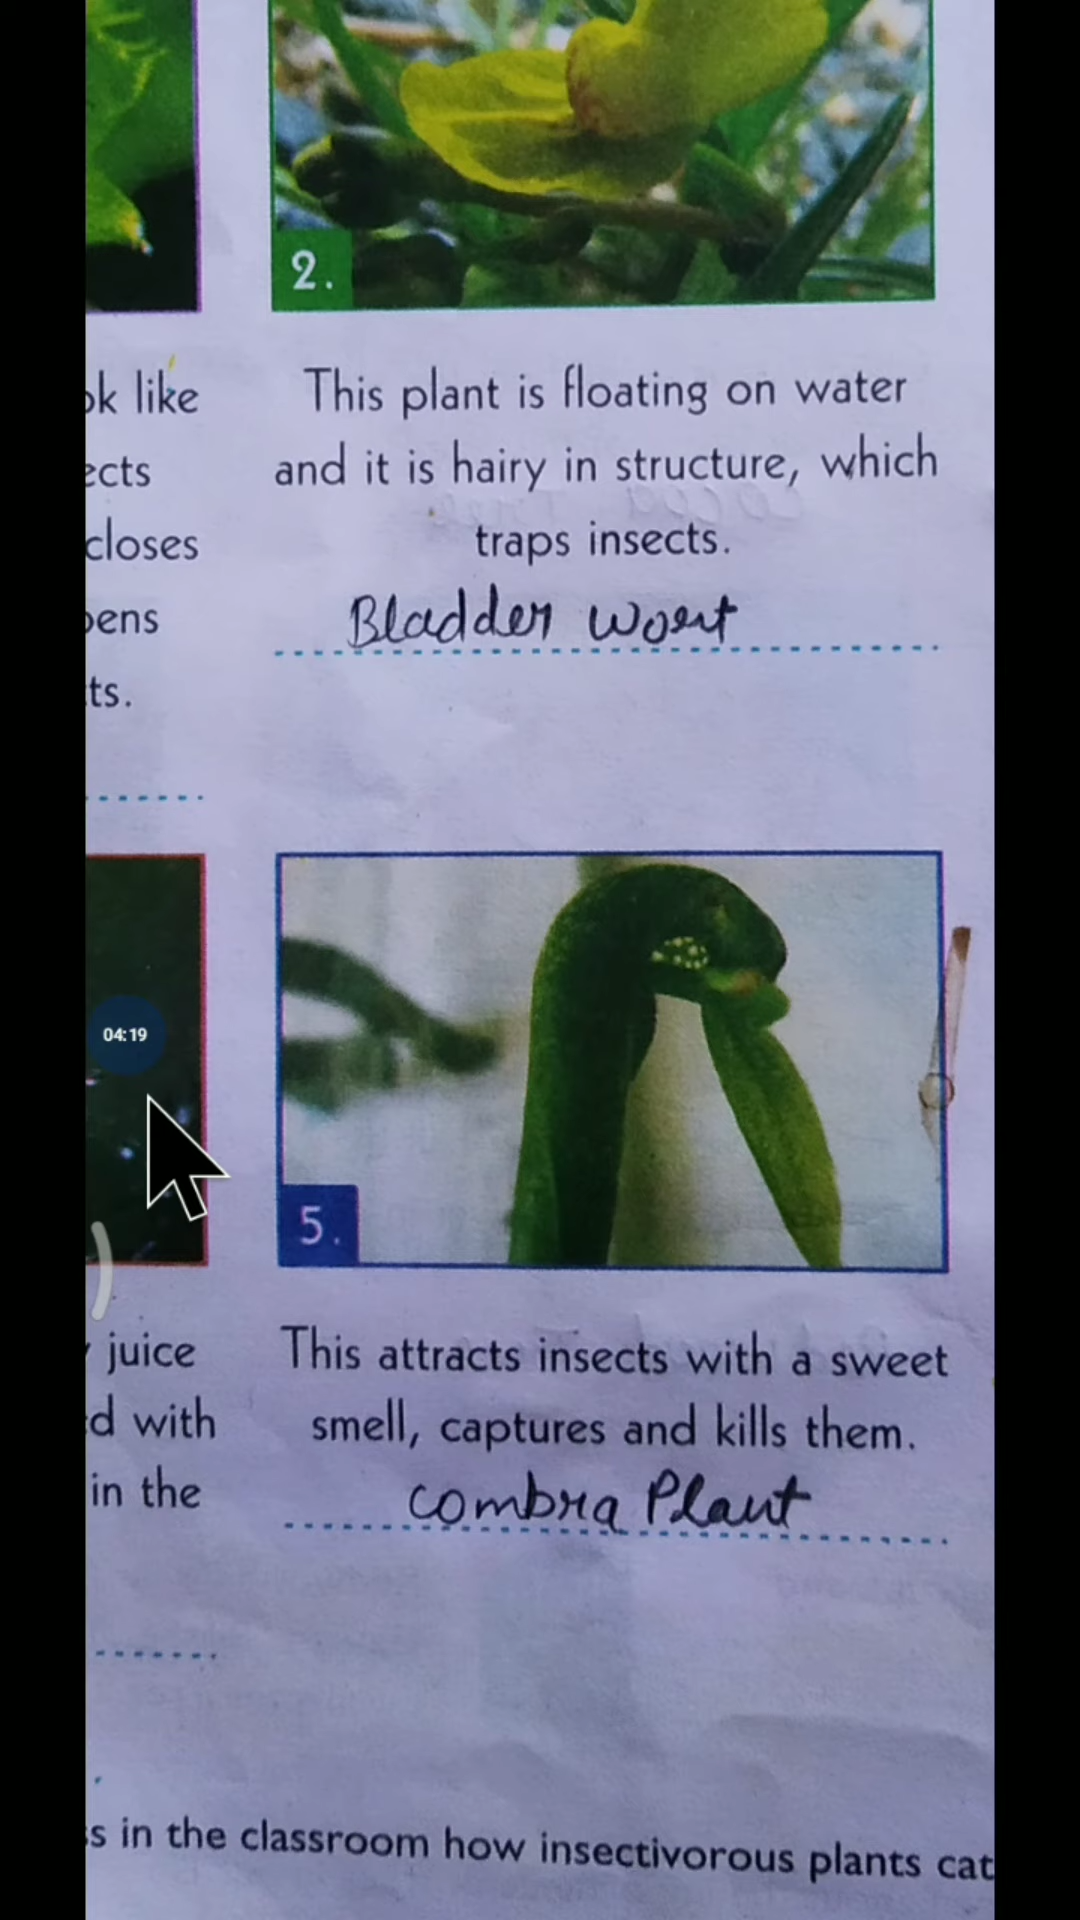 2.
ok like
ects
closes
pens
ts.
This plant is floating on water
and it is hairy in structure, which
traps insects.
Bladder wort
04:19
5.
juice
d with
in the
This attracts insects with a sweet
smell, captures and kills them.
combra Plant
s in the classroom how insectivorous plants cat